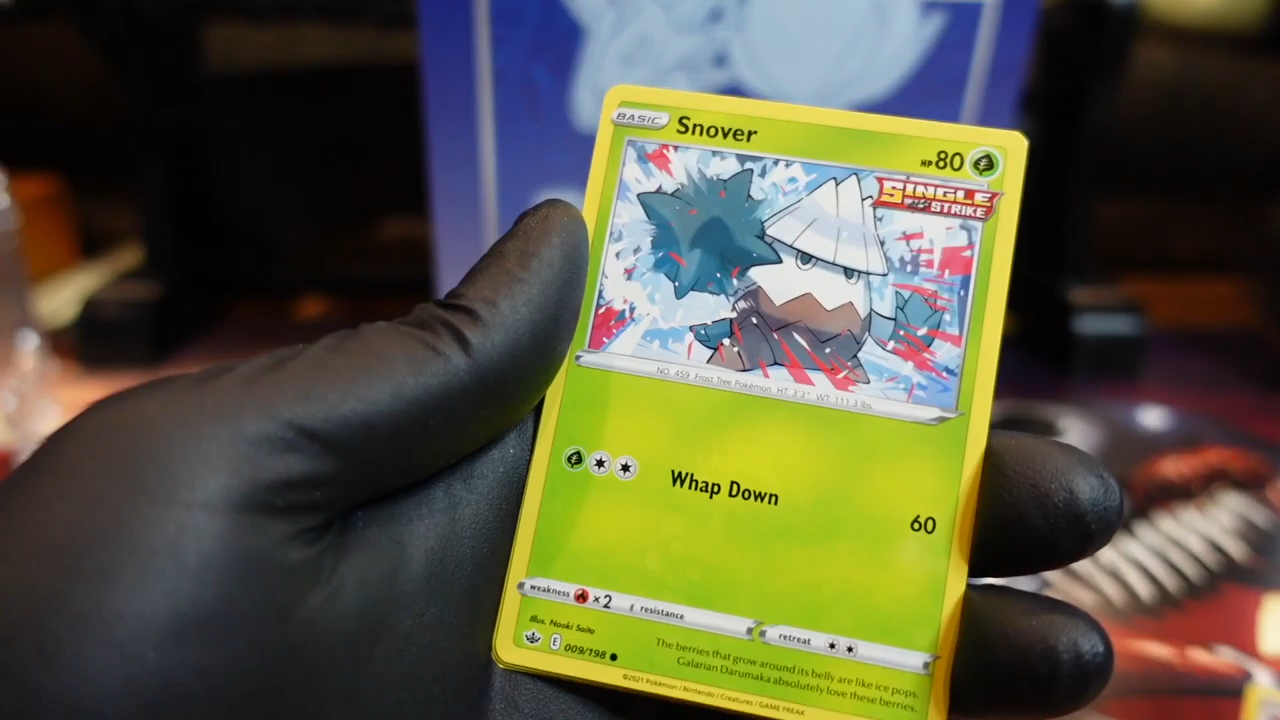 BASIC Snover HP 80
SINGLE
STRIKE
NO. 459 Frost Tree Pokémon HT: 3'3" WT: 111.3 lbs.
Whap Down
60
weakness ×2 resistance
retreat
Illus. Naoki Saito
E 009/198
The berries that grow around its belly are like ice pops.
Galarian Darumaka absolutely love these berries.
©2021 Pokémon / Nintendo / Creatures / GAME FREAK